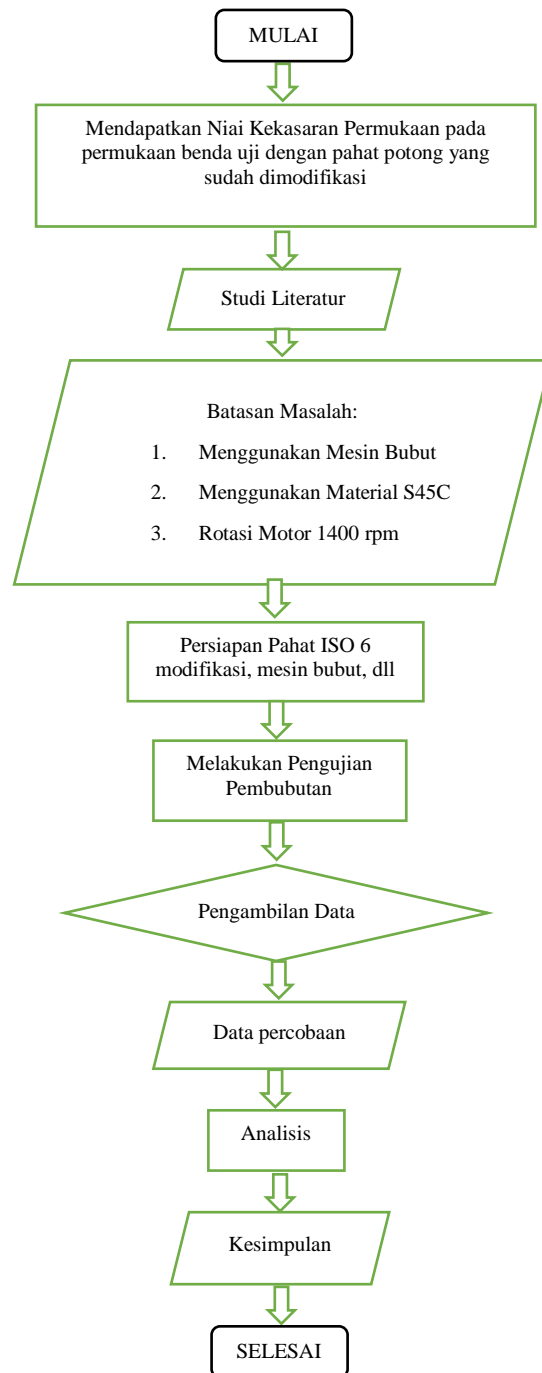 MULAI
Mendapatkan Niai Kekasaran Permukaan pada
permukaan benda uji dengan pahat potong yang
sudah dimodifikasi
Studi Literatur
Batasan Masalah:
1. Menggunakan Mesin Bubut
2. Menggunakan Material S45C
3. Rotasi Motor 1400 rpm
Persiapan Pahat ISO 6
modifikasi, mesin bubut, dll
Melakukan Pengujian
Pembubutan
Pengambilan Data
Data percobaan
Analisis
Kesimpulan
SELESAI